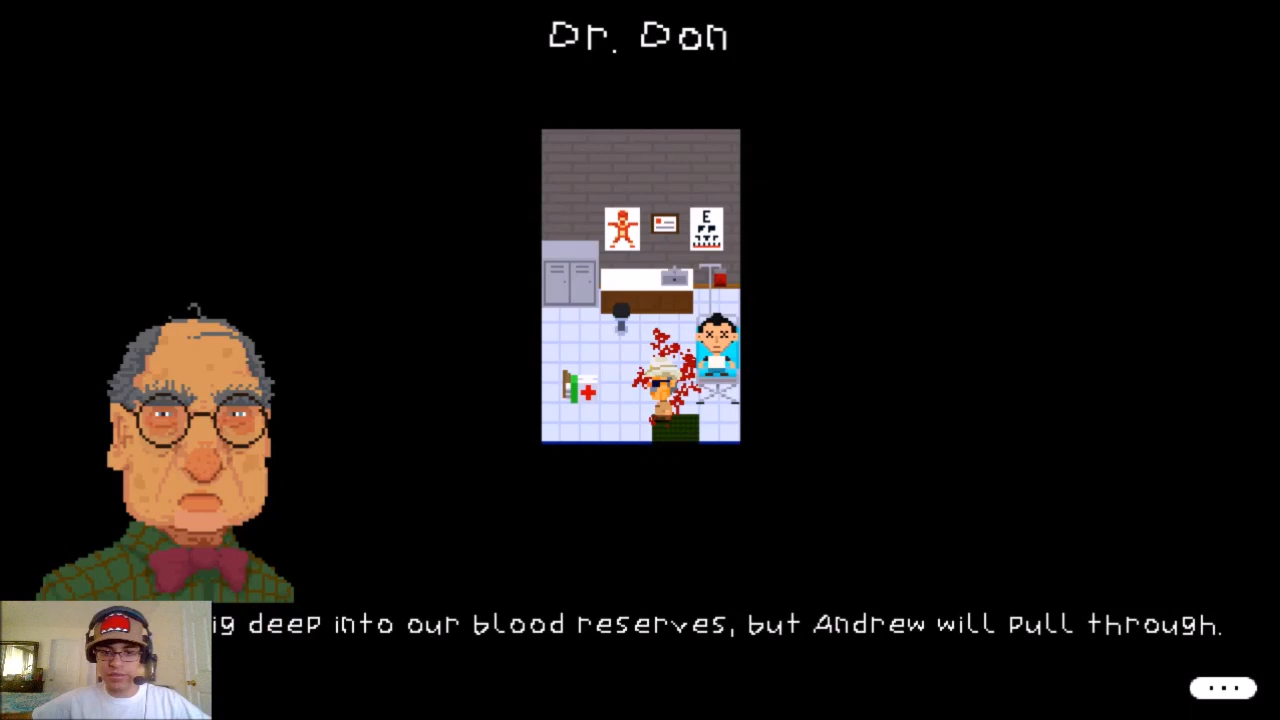 Dr. Don
E
ig deep into our blood reserves, but Andrew will pull through.
...